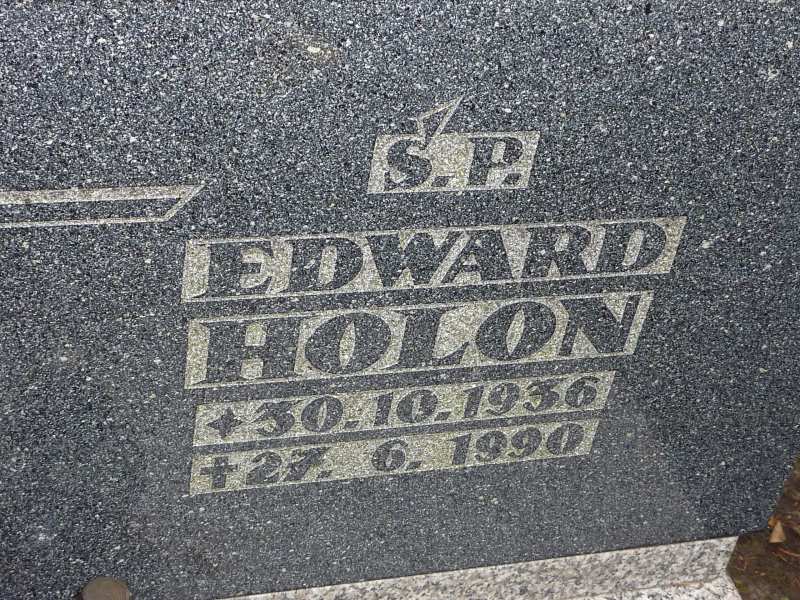 Ś.P.
EDWARD
HOLON
✦30.10.1936
†27. 6. 1990